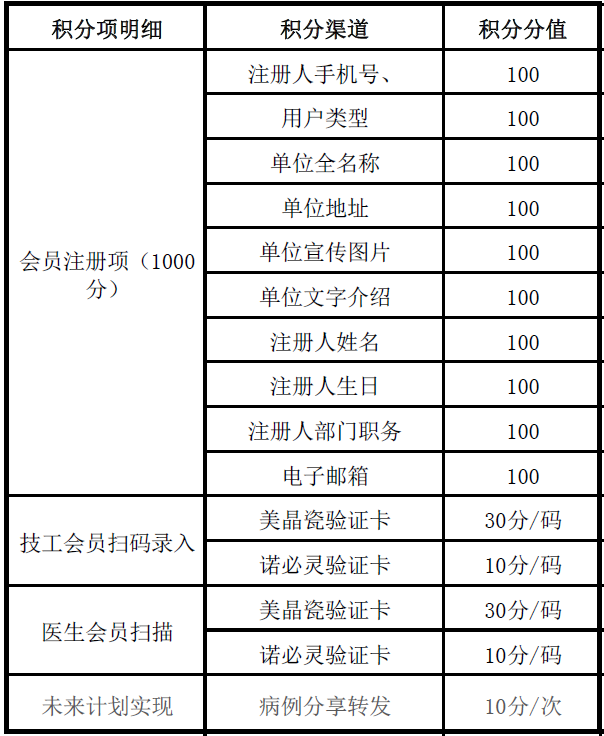 积分项明细 积分渠道 积分分值
会员注册项（1000
分）
注册人手机号、 100
用户类型 100
单位全名称 100
单位地址 100
单位宣传图片 100
单位文字介绍 100
注册人姓名 100
注册人生日 100
注册人部门职务 100
电子邮箱 100
技工会员扫码录入
美晶瓷验证卡 30分/码
诺必灵验证卡 10分/码
医生会员扫描
美晶瓷验证卡 30分/码
诺必灵验证卡 10分/码
未来计划实现 病例分享转发 10分/次